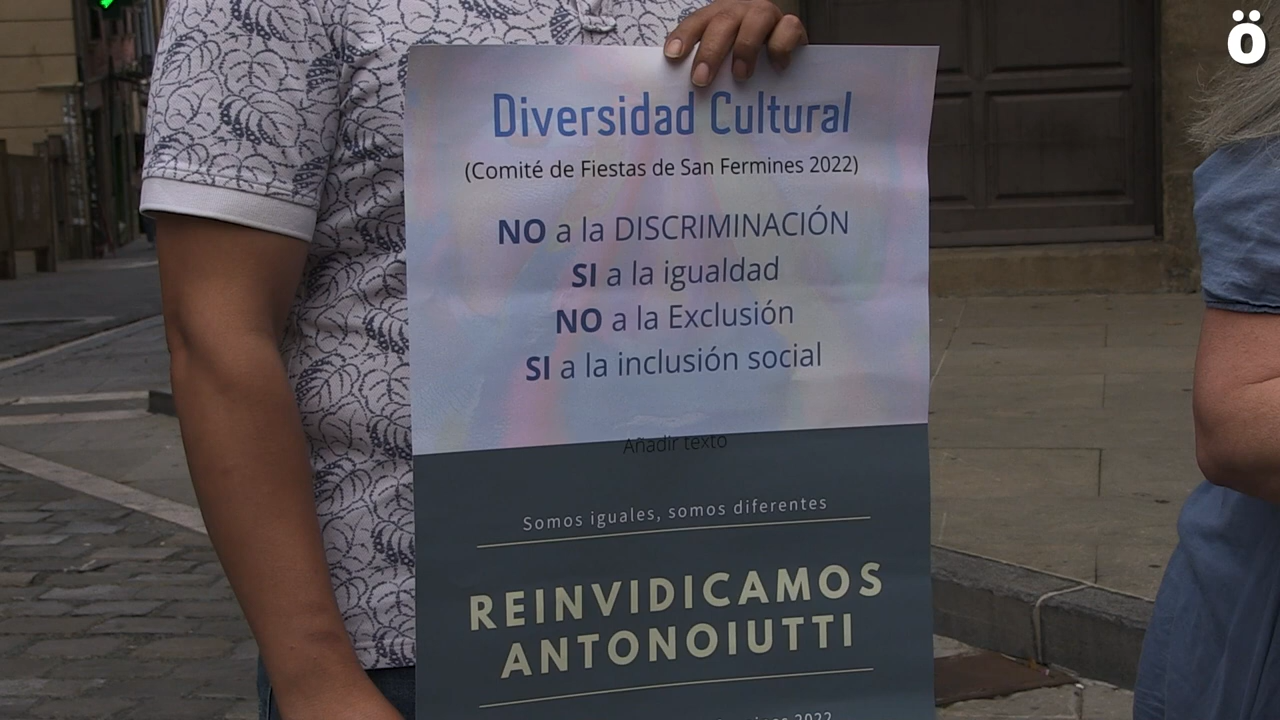 ö
Diversidad Cultural
(Comité de Fiestas de San Fermines 2022)
NO a la DISCRIMINACIÓN
SI a la igualdad
NO a la Exclusión
SI a la inclusión social
Añadir texto
Somos iguales, somos diferentes
REINVIDICAMOS
ANTONOIUTTI
2022